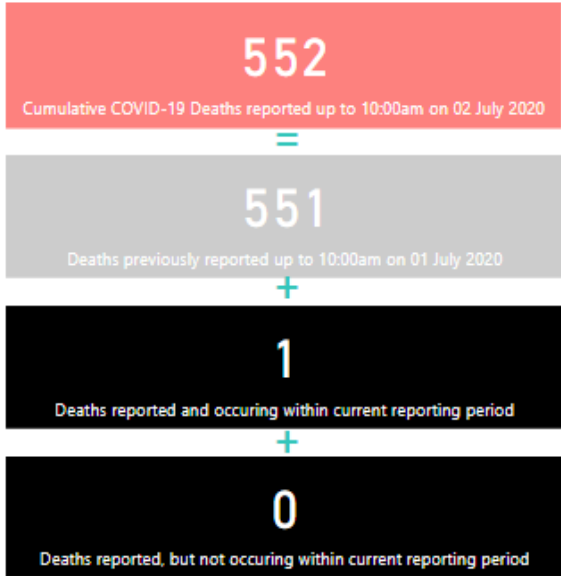 552
Cumulative COVID-19 Deaths reported up to 10:00am on 02 July 2020
=
551
Deaths previously reported up to 10:00am on 01 July 2020
+
1
Deaths reported and occuring within current reporting period
+
0
Deaths reported, but not occuring within current reporting period